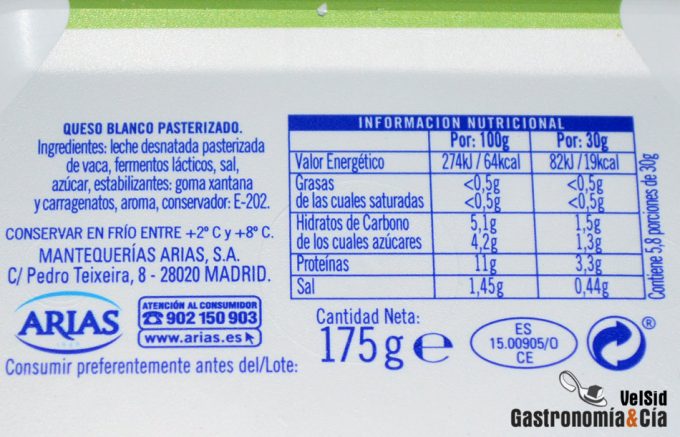 QUESO BLANCO PASTERIZADO.
Ingredientes: leche desnatada pasterizada
de vaca, fermentos lácticos, sal,
azúcar, estabilizantes: goma xantana
y carragenatos, aroma, conservador: E-202.
CONSERVAR EN FRÍO ENTRE +2º C y +8º C.
MANTEQUERÍAS ARIAS, S.A.
C/ Pedro Teixeira, 8 - 28020 MADRID.
ARIAS
ATENCIÓN AL CONSUMIDOR
902 150 903
www.arias.es
Consumir preferentemente antes del/Lote:
INFORMACION NUTRICIONAL
Por: 100g Por: 30g
Valor Energético 274kJ/64kcal 82kJ/19kcal
Grasas <0,5g <0,5g
de las cuales saturadas <0,5g <0,5g
Hidratos de Carbono 5,1g 1,5g
de los cuales azúcares 4,2g 1,3g
Proteínas 11g 3,3g
Sal 1,45g 0,44g
Contiene 5,8 porciones de 30g
Cantidad Neta:
175g e
ES
15.00905/O
CE
®
VelSid
Gastronomía&Cía